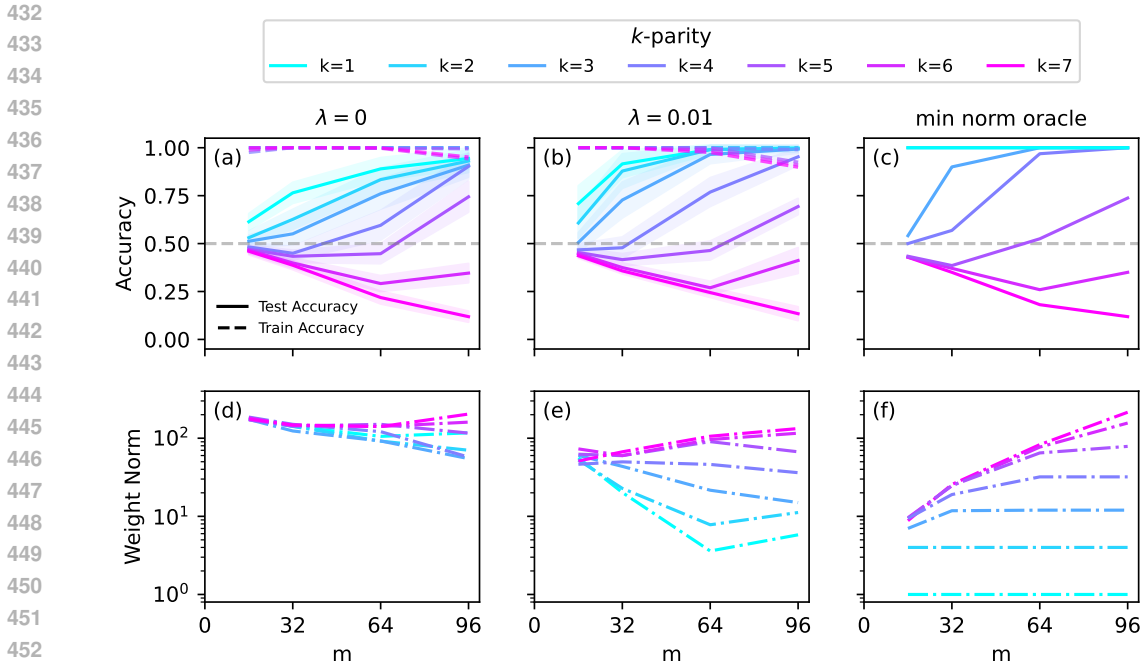 432
433
434
435
436
437
438
439
440
441
442
443
444
445
446
447
448
449
450
451
452
k-parity
k=1 k=2 k=3 k=4 k=5 k=6 k=7
λ = 0
λ = 0.01
min norm oracle
(a)
(b)
(c)
1.00
0.75
0.50
0.25
0.00
Accuracy
Test Accuracy
Train Accuracy
(d)
(e)
(f)
10²
10¹
10⁰
Weight Norm
0 32 64 96
0 32 64 96
0 32 64 96
m
m
m